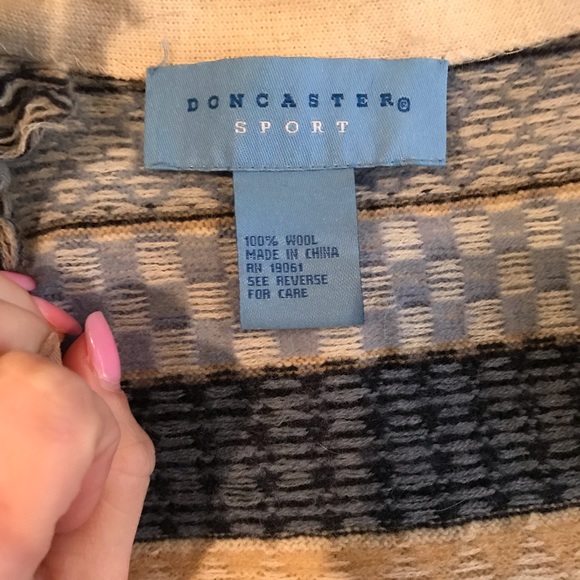 DONCASTER®
SPORT
100% WOOL
MADE IN CHINA
RN 19061
SEE REVERSE
FOR CARE